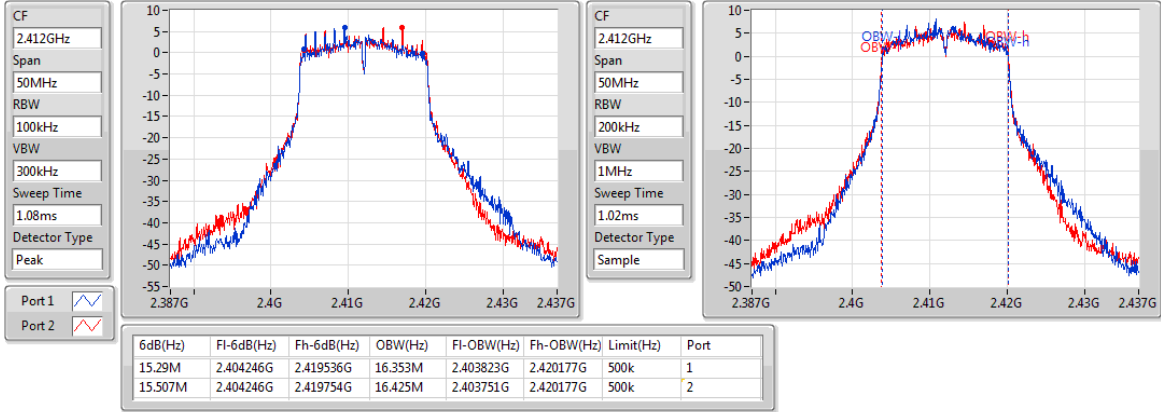 CF
2.412GHz
Span
50MHz
RBW
100kHz
VBW
300kHz
Sweep Time
1.08ms
Detector Type
Peak
Port 1
Port 2
10
5
0
-5
-10
-15
-20
-25
-30
-35
-40
-45
-50
-55
2.387G 2.4G 2.41G 2.42G 2.43G 2.437G
CF
2.412GHz
Span
50MHz
RBW
200kHz
VBW
1MHz
Sweep Time
1.02ms
Detector Type
Sample
10
5
0
-5
-10
-15
-20
-25
-30
-35
-40
-45
-50
2.387G 2.4G 2.41G 2.42G 2.43G 2.437G
6dB(Hz) Fl-6dB(Hz) Fh-6dB(Hz) OBW(Hz) Fl-OBW(Hz) Fh-OBW(Hz) Limit(Hz) Port
15.29M 2.404246G 2.419536G 16.353M 2.403823G 2.420177G 500k 1
15.507M 2.404246G 2.419754G 16.425M 2.403751G 2.420177G 500k 2